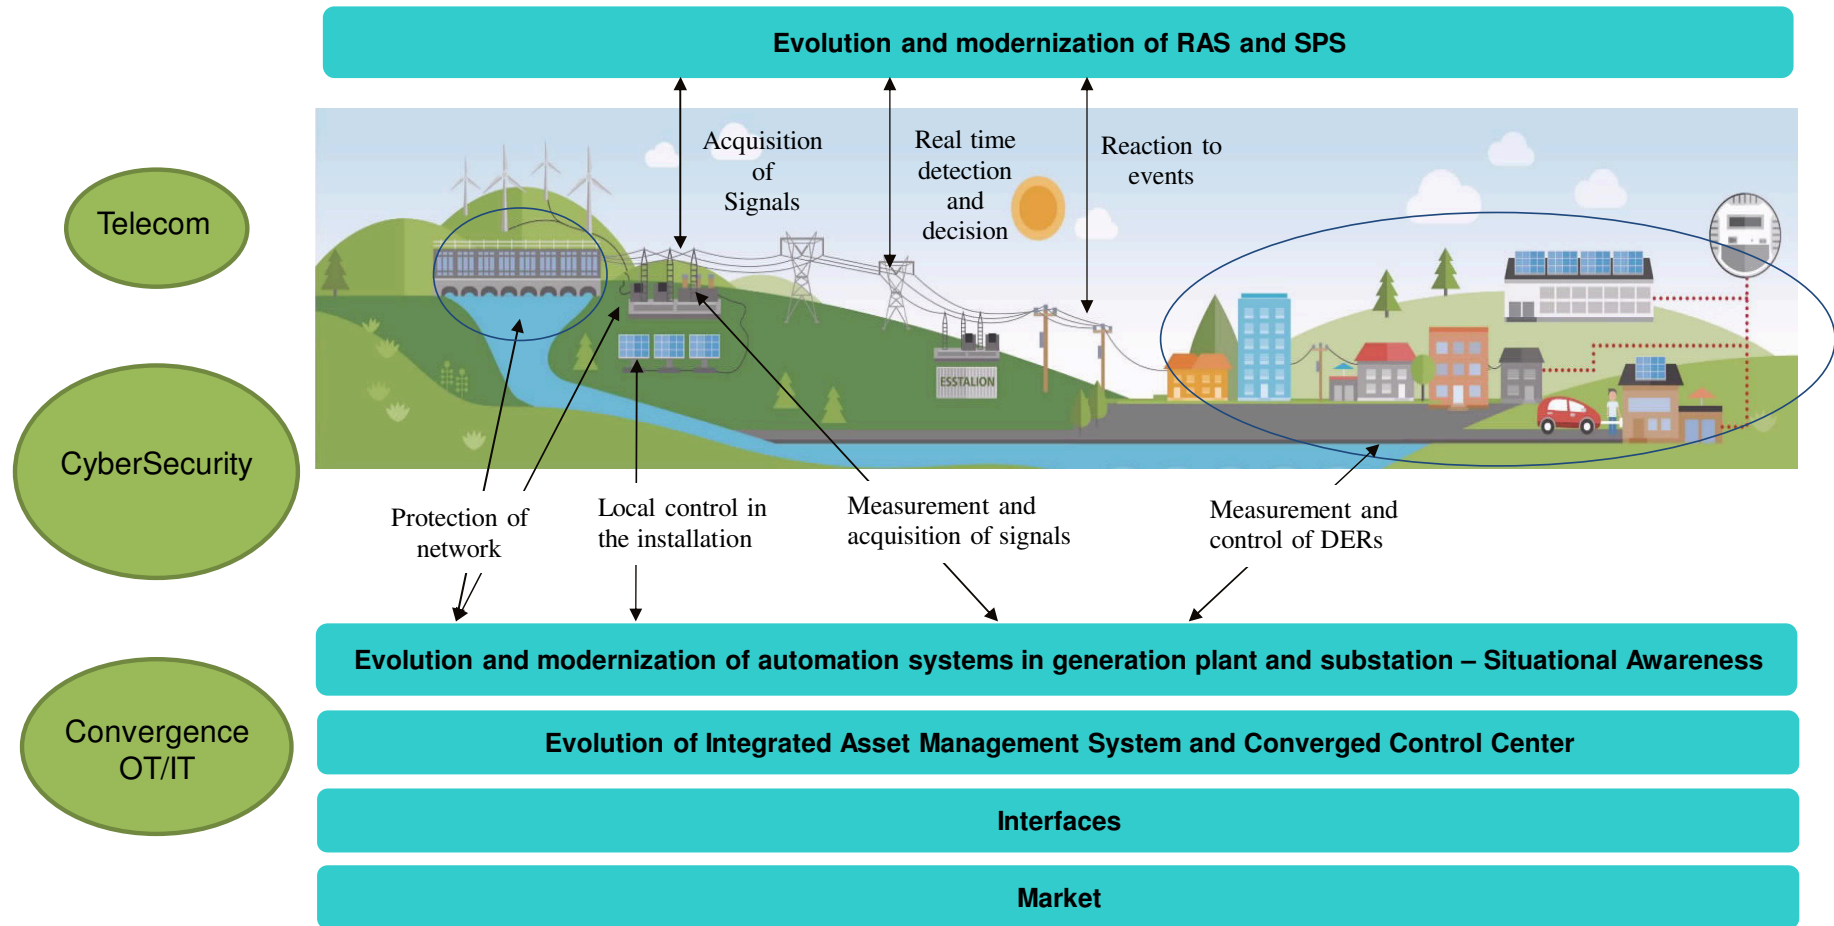 Evolution and modernization of RAS and SPS
Acquisition
of
Signals
Real time
detection
and
decision
Reaction to
events
Telecom
ESSTALION
CyberSecurity
Protection of
network
Local control in
the installation
Measurement and
acquisition of signals
Measurement and
control of DERs
Evolution and modernization of automation systems in generation plant and substation – Situational Awareness
Convergence
OT/IT
Evolution of Integrated Asset Management System and Converged Control Center
Interfaces
Market